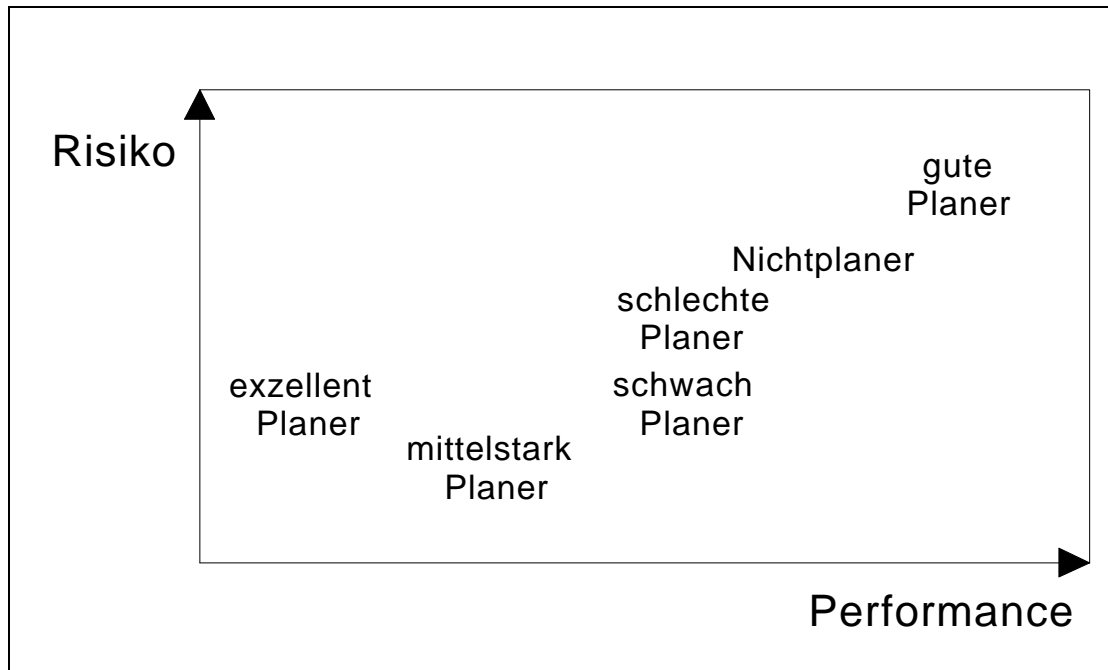 Risiko
gute
Planer
Nichtplaner
schlechte
Planer
exzellent
Planer
schwach
Planer
mittelstark
Planer
Performance